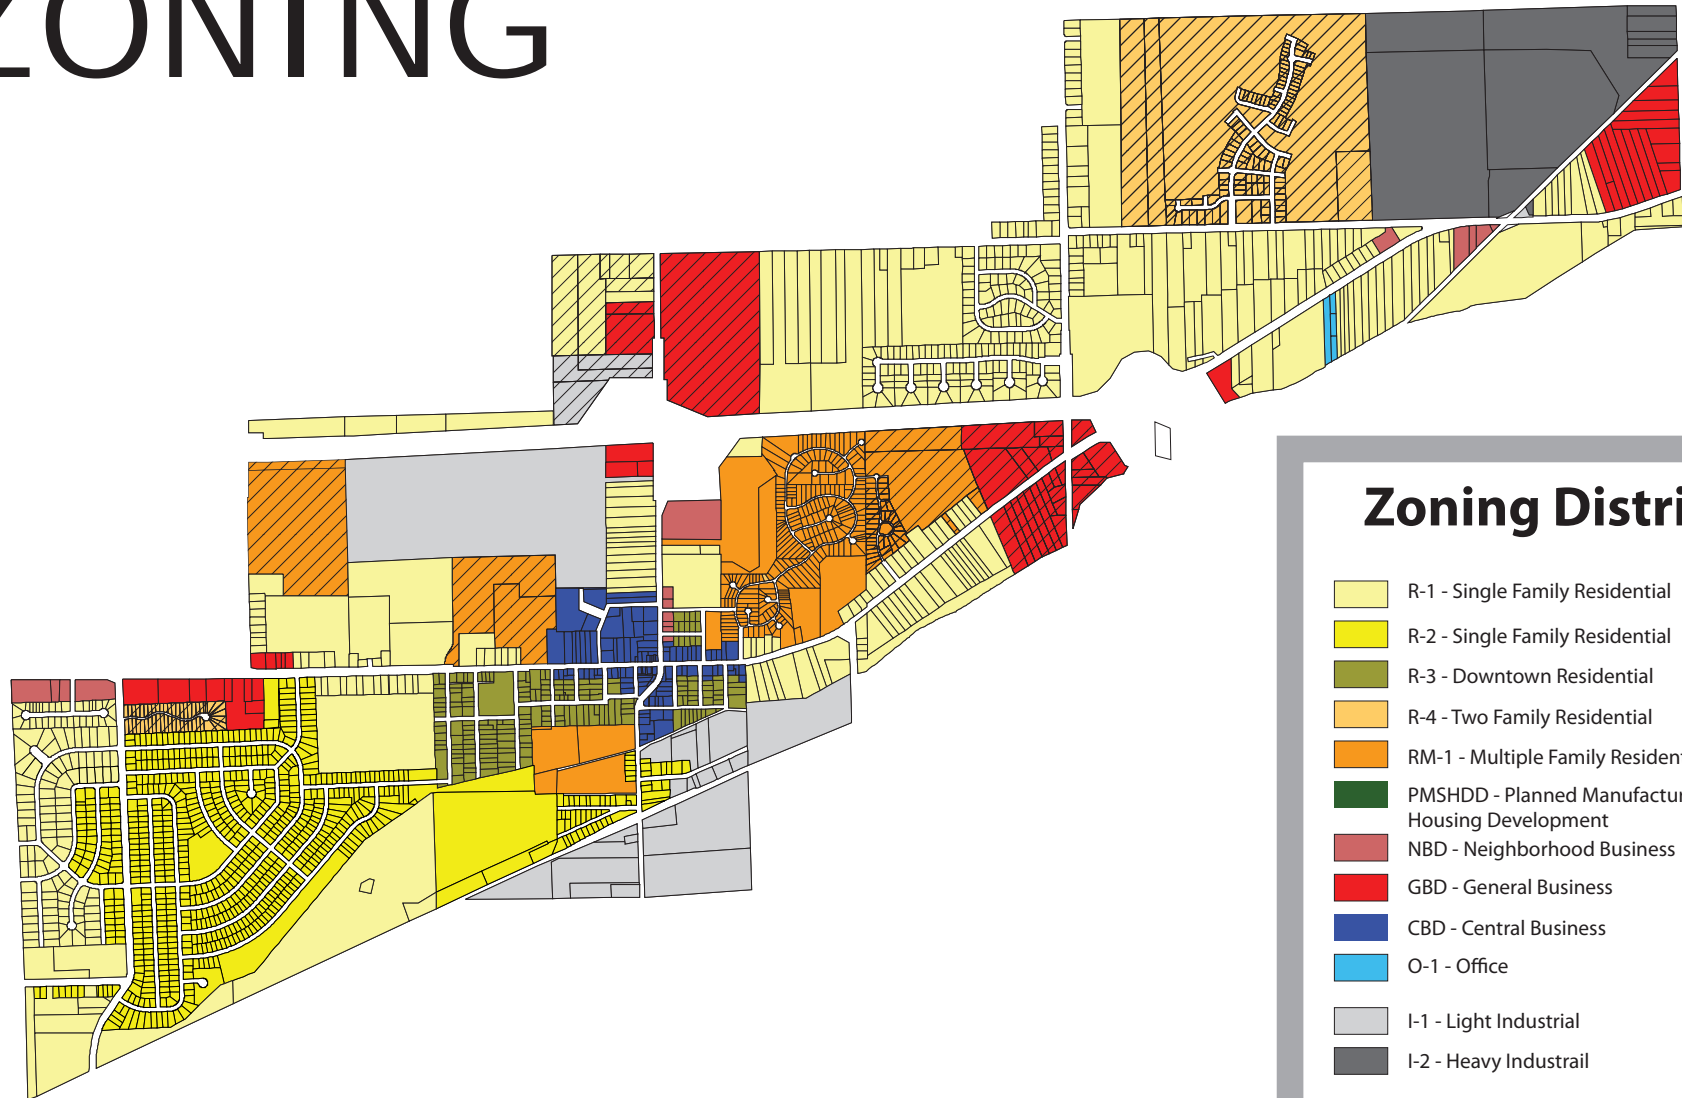 ZONING
Zoning Distri
R-1 - Single Family Residential
R-2 - Single Family Residential
R-3 - Downtown Residential
R-4 - Two Family Residential
RM-1 - Multiple Family Resident
PMSHDD - Planned Manufactur
Housing Development
NBD - Neighborhood Business
GBD - General Business
CBD - Central Business
O-1 - Office
I-1 - Light Industrial
I-2 - Heavy Industrail